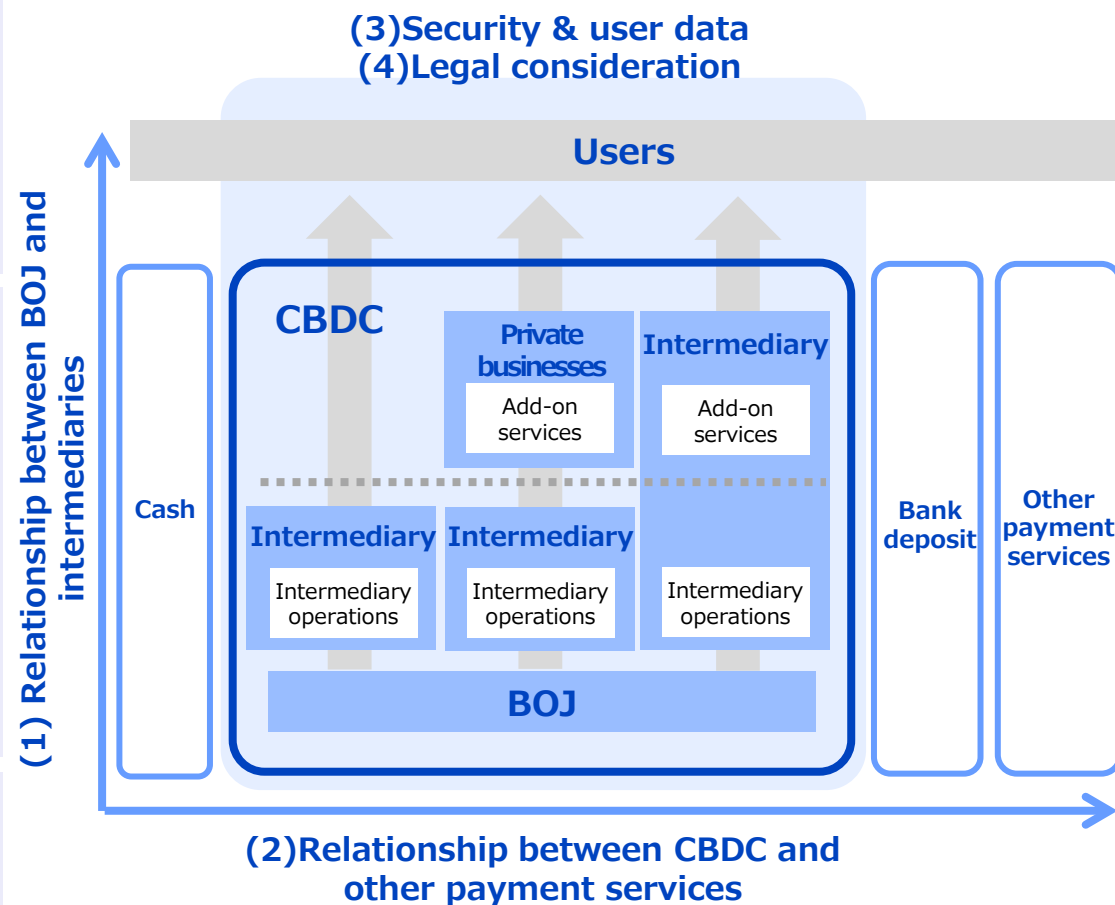 (3)Security & user data
(4)Legal consideration
Users
(1) Relationship between BOJ and
intermediaries
CBDC
Private
businesses
Add-on
services
Intermediary
Add-on
services
Cash
Intermediary
Intermediary
operations
Intermediary
Intermediary
operations
Intermediary
operations
BOJ
Bank
deposit
Other
payment
services
(2)Relationship between CBDC and
other payment services